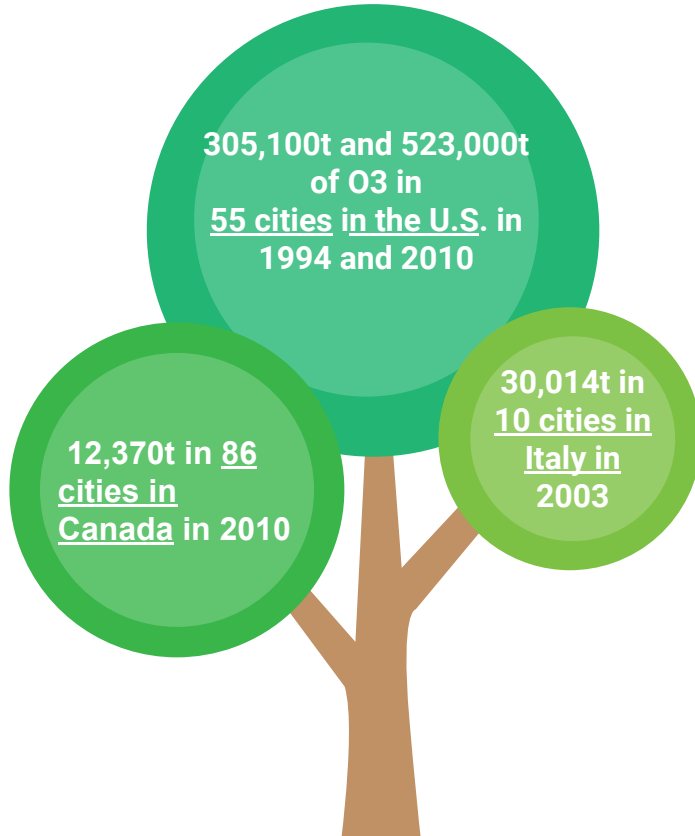 305,100t and 523,000t
of O3 in
55 cities in the U.S. in
1994 and 2010
12,370t in 86
cities in
Canada in 2010
30,014t in
10 cities in
Italy in
2003